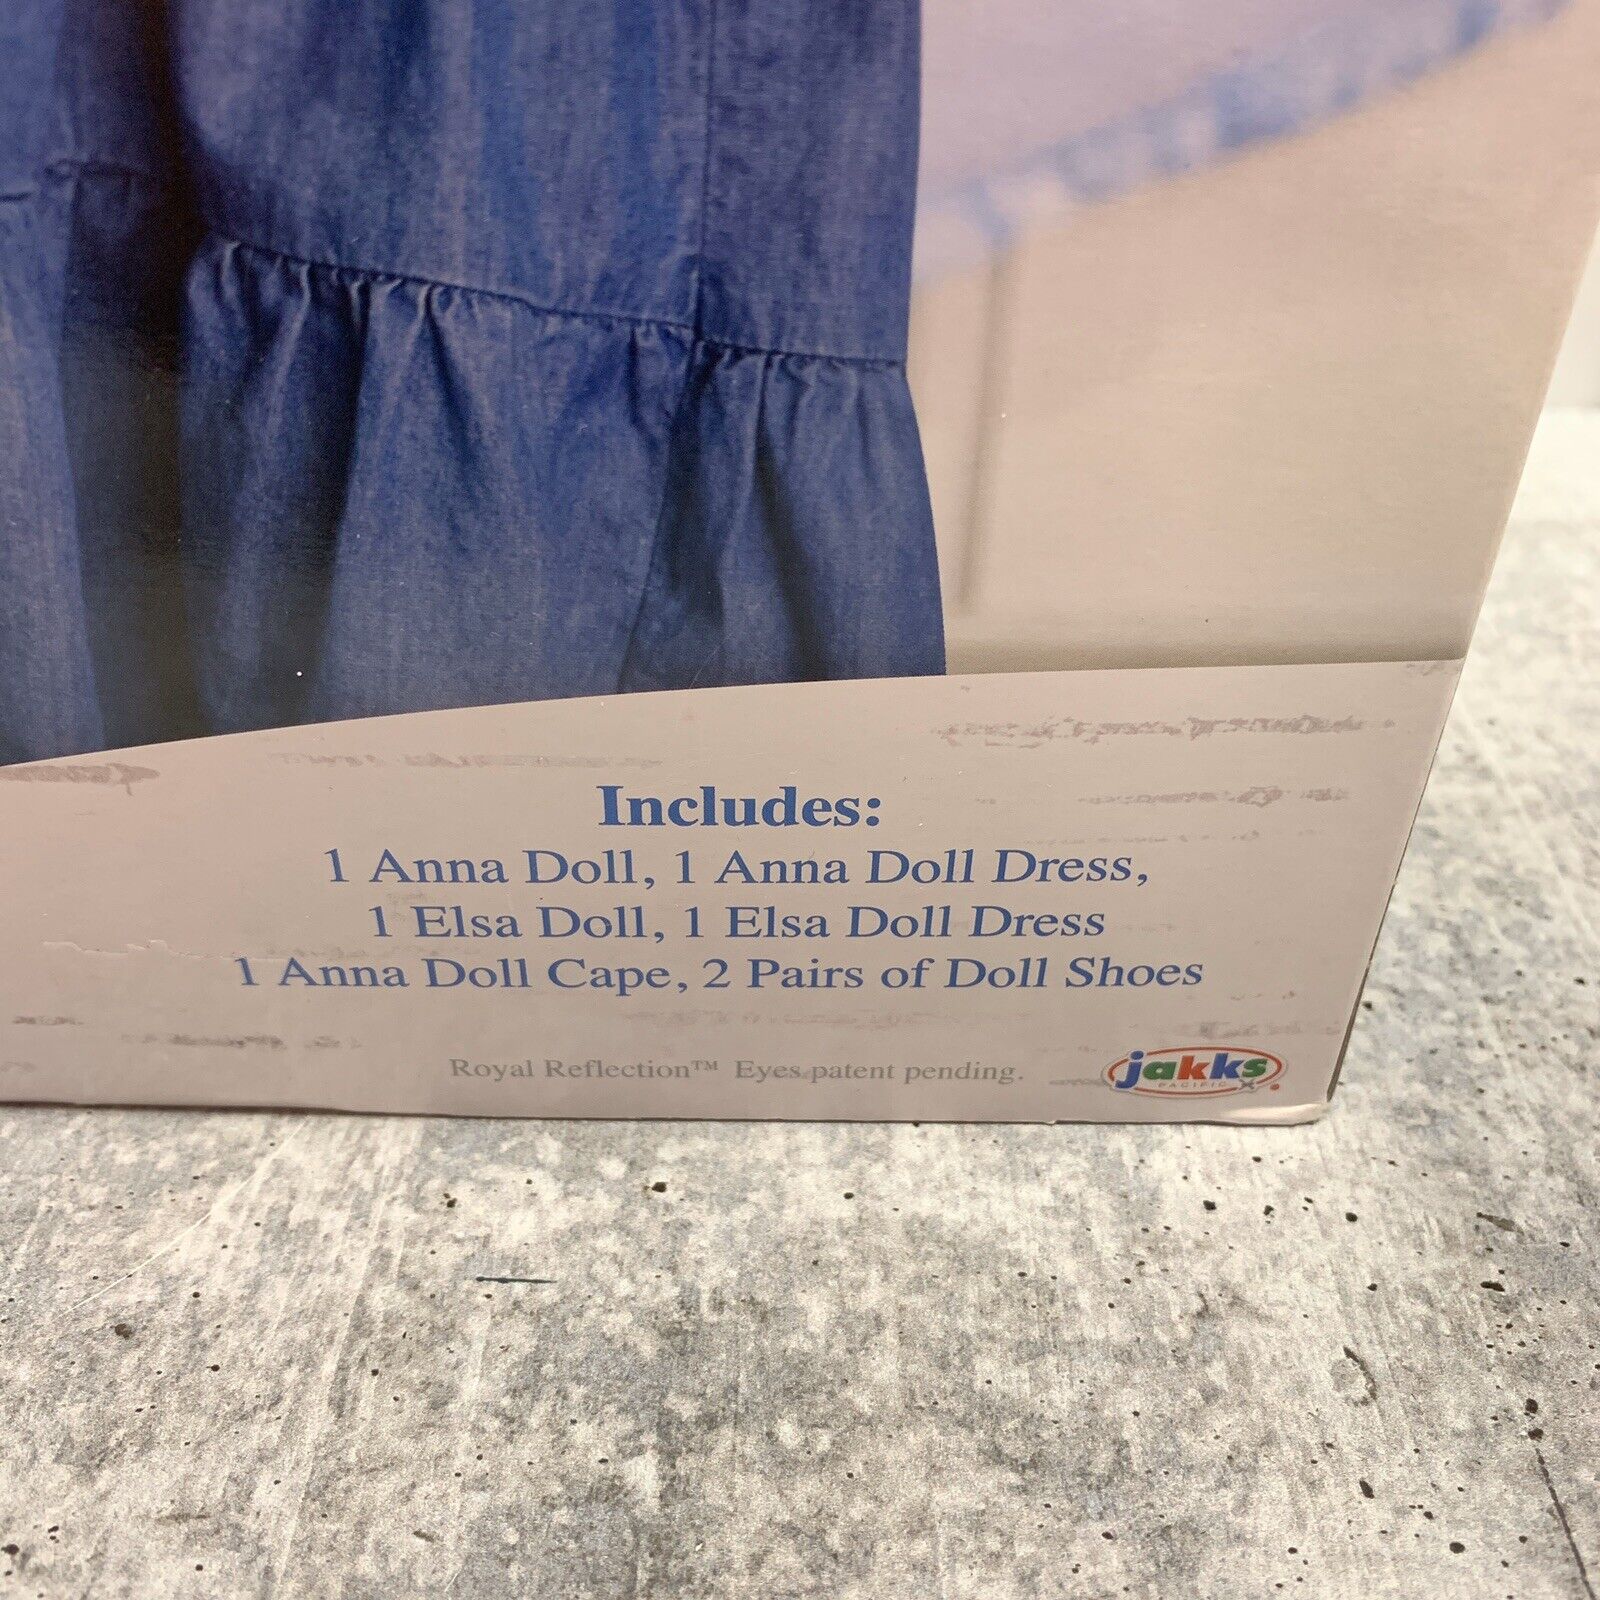 Includes:
1 Anna Doll, 1 Anna Doll Dress,
1 Elsa Doll, 1 Elsa Doll Dress
1 Anna Doll Cape, 2 Pairs of Doll Shoes
Royal Reflection™ Eyes patent pending.
jakks
PACIFIC